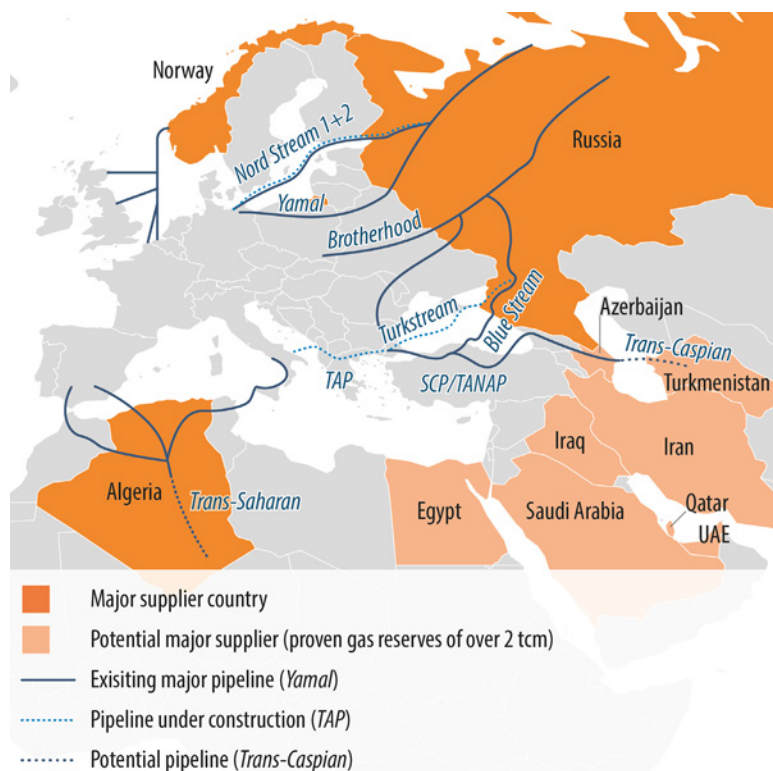 Norway
Nord Stream 1+2
Russia
Yamal
Brotherhood
Turkstream
Blue Stream
Azerbaijan
Trans-Caspian
TAP
SCP/TANAP
Turkmenistan
Iraq
Iran
Algeria
Trans-Saharan
Egypt
Saudi Arabia
Qatar
UAE
Major supplier country
Potential major supplier (proven gas reserves of over 2 tcm)
Exisiting major pipeline (Yamal)
Pipeline under construction (TAP)
Potential pipeline (Trans-Caspian)